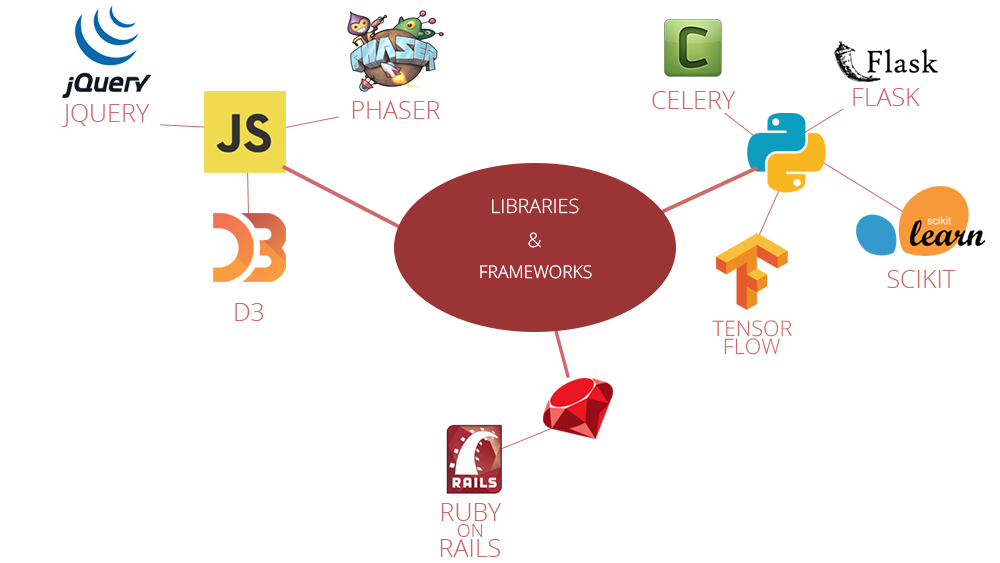 jQuery
JQUERY
PHASER
PHASER
JS
D3
D3
LIBRARIES
&
FRAMEWORKS
C
CELERY
Flask
FLASK
scikit
learn
SCIKIT
TENSOR
FLOW
RAILS
RUBY
ON
RAILS